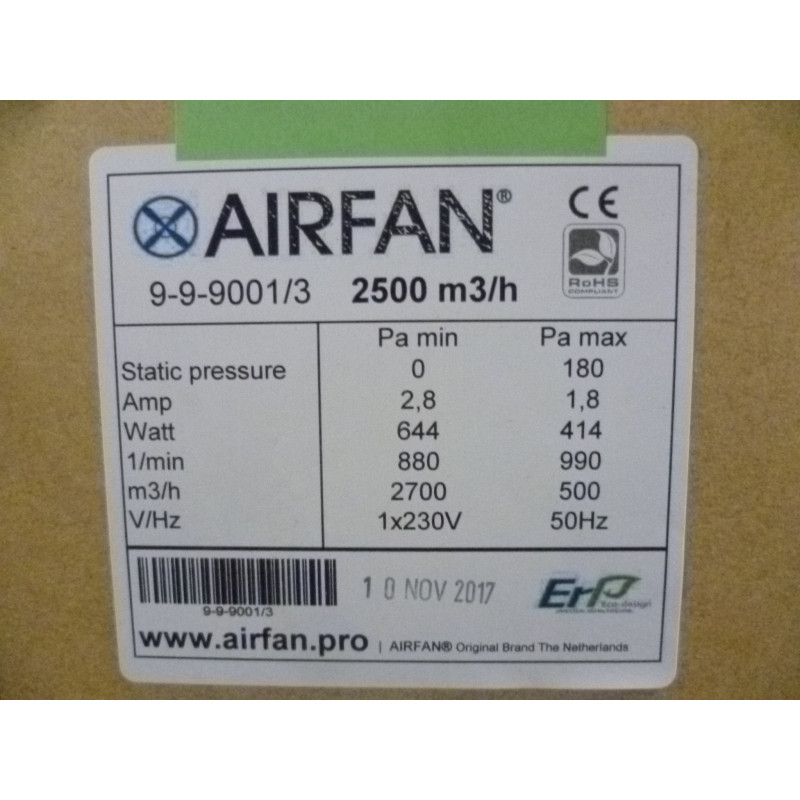 AIRFAN® CE
9-9-9001/3 2500 m3/h RoHS
COMPLIANT
Pa min Pa max
Static pressure 0 180
Amp 2,8 1,8
Watt 644 414
1/min 880 990
m3/h 2700 500
V/Hz 1x230V 50Hz
10 NOV 2017 ErP
Eco-design
9-9-9001/3
www.airfan.pro | AIRFAN® Original Brand The Netherlands